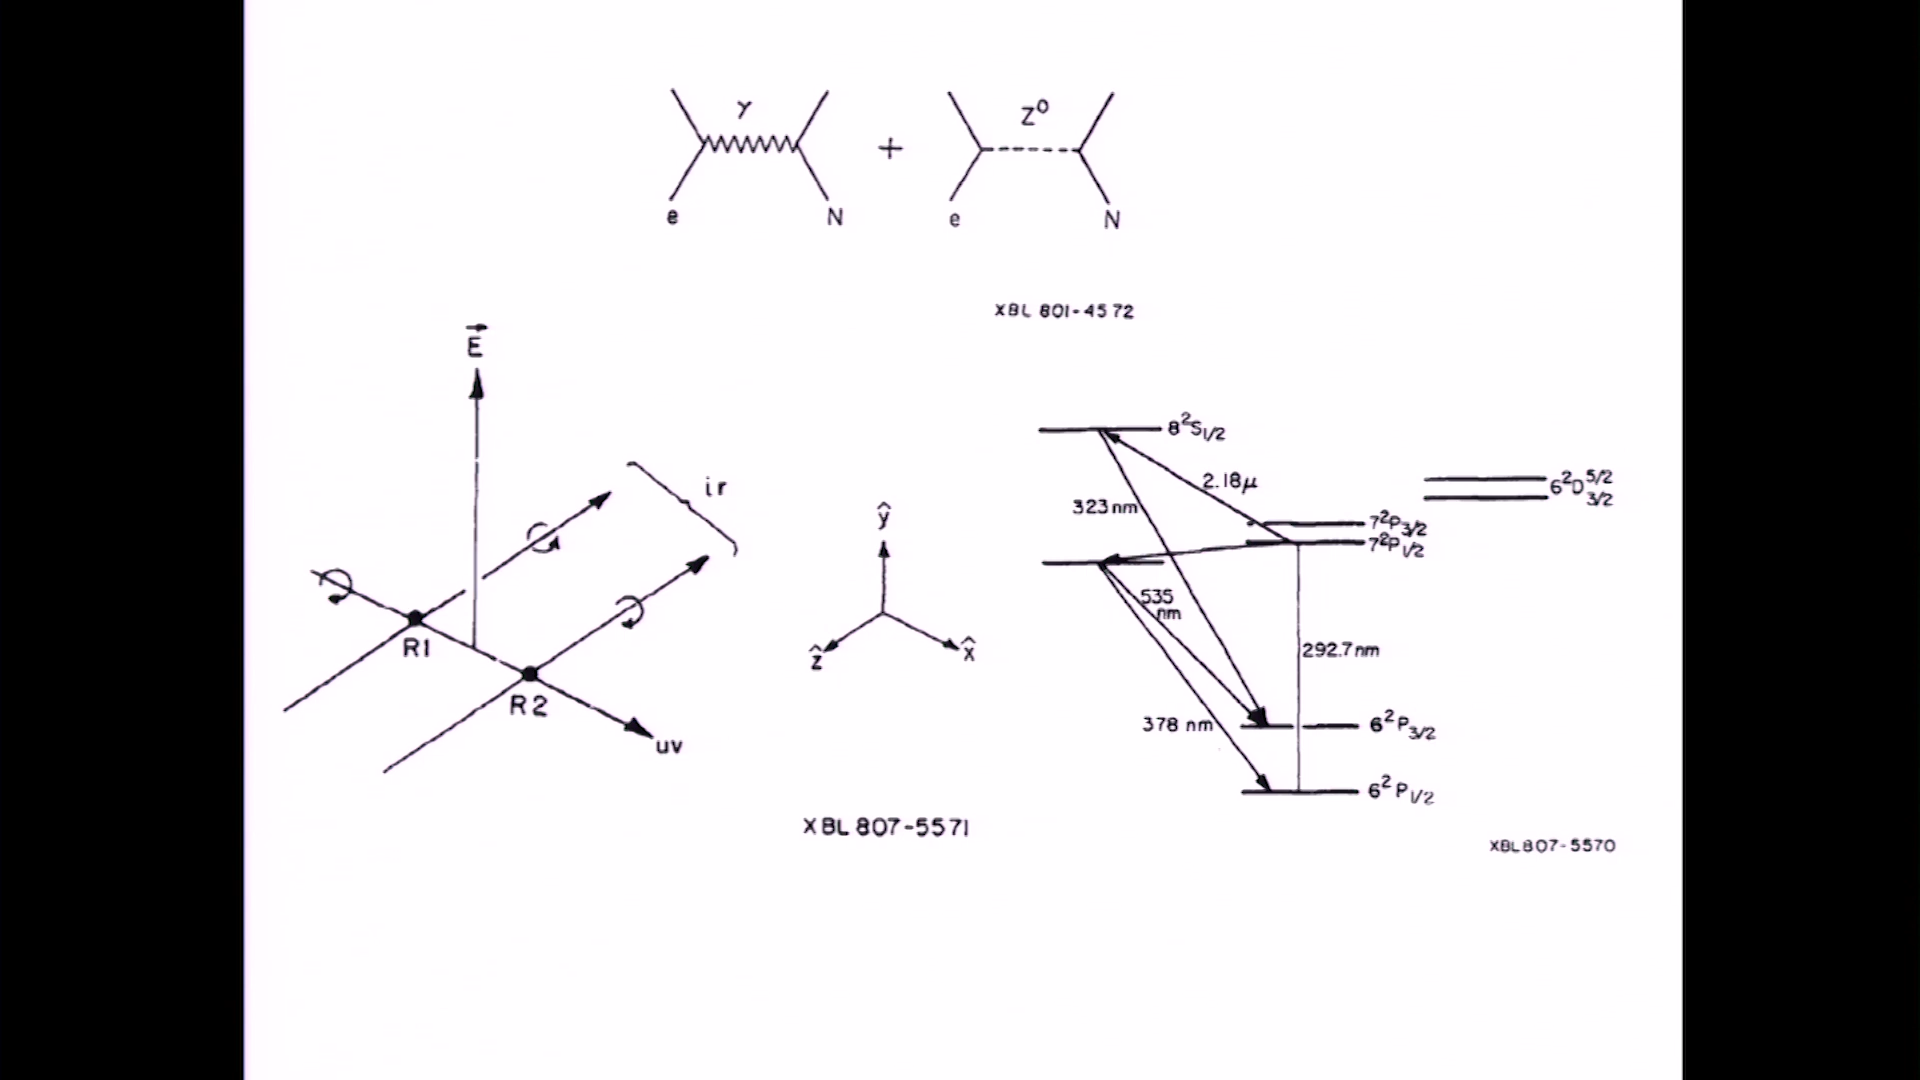 γ
Z⁰
+
e
N
e
N
XBL 801-4572
E
8²S1/2
ir
2.18μ
6²D5/2
3/2
323 nm
ŷ
7²P3/2
7²P1/2
535
nm
R1
ẑ
x̂
292.7 nm
R2
378 nm
6²P3/2
uv
6²P1/2
XBL 807-5571
XBL 807-5570